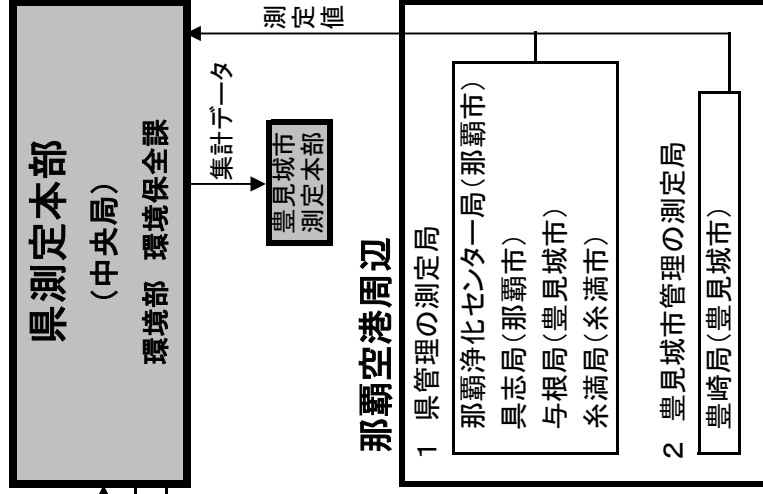 県測定本部
(中央局)
環境部 環境保全課
測定値
集計データ
豊見城市
測定本部
那覇空港周辺
1 県管理の測定局
那覇浄化センター局(那覇市)
具志局(那覇市)
与根局(豊見城市)
糸満局(糸満市)
2 豊見城市管理の測定局
豊崎局(豊見城市)